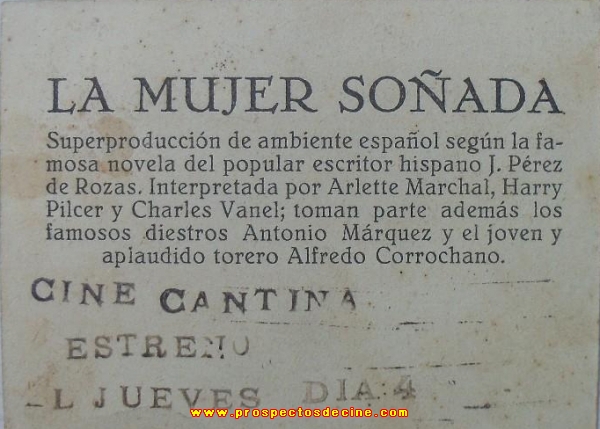 LA MUJER SOÑADA
Superproducción de ambiente español según la fa-
mosa novela del popular escritor hispano J. Pérez
de Rozas. Interpretada por Arlette Marchal, Harry
Pilcer y Charles Vanel; toman parte además los
famosos diestros Antonio Márquez y el joven y
aplaudido torero Alfredo Corrochano.
CINE CANTINA
ESTRENO
EL JUEVES DIA 4
www.prospectosdecine.com